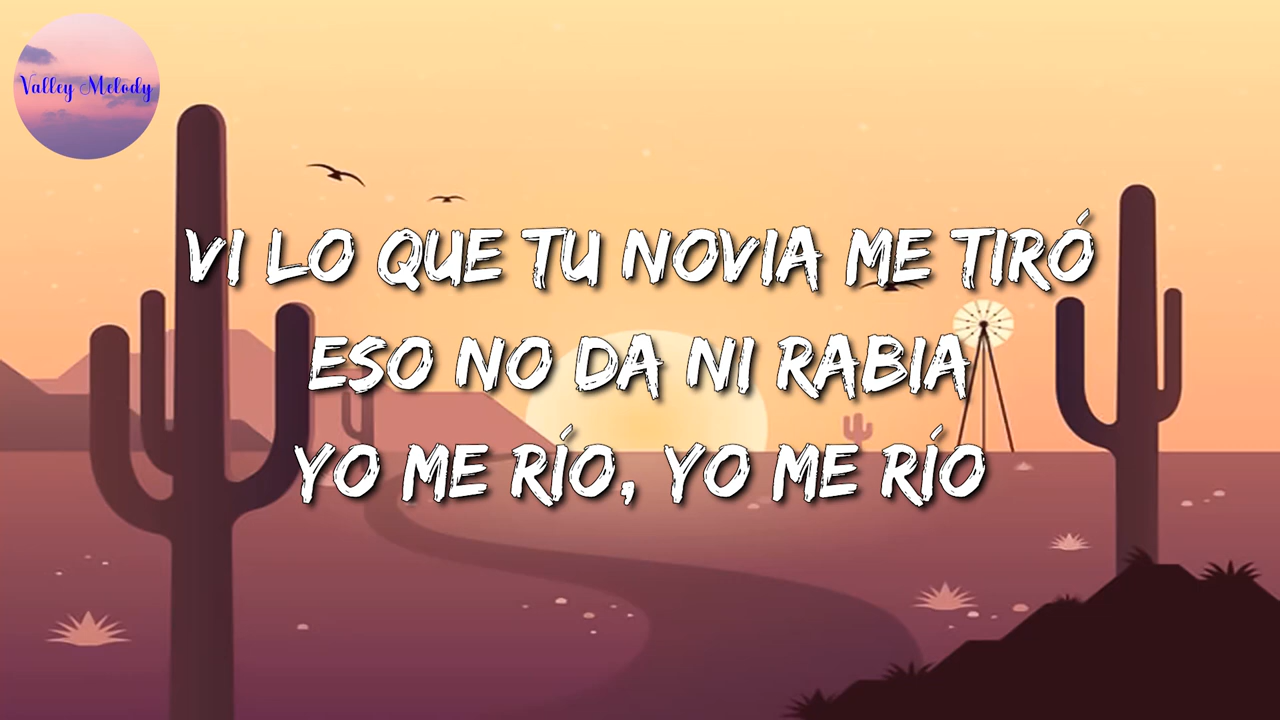 Valley Melody
VI LO QUE TU NOVIA ME TIRÓ
ESO NO DA NI RABIA
YO ME RÍO, YO ME RÍO